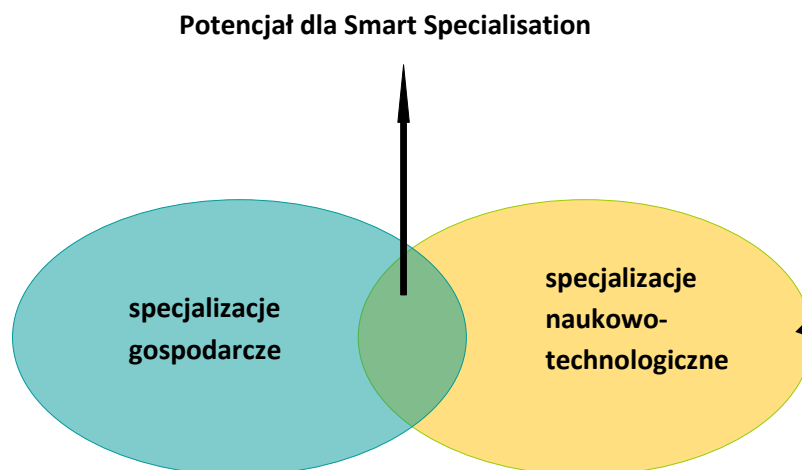 Potencjał dla Smart Specialisation
specjalizacje
gospodarcze
specjalizacje
naukowo-
technologiczne